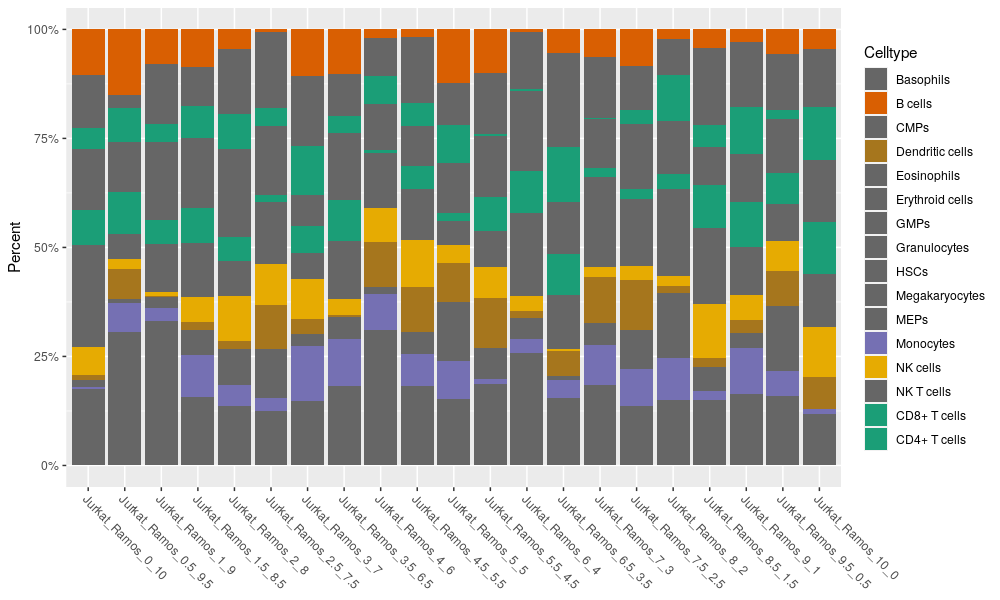 100%
75%
50%
25%
0%
Percent
Jurkat_Ramos_0_10
Jurkat_Ramos_0.5_9.5
Jurkat_Ramos_1_9
Jurkat_Ramos_1.5_8.5
Jurkat_Ramos_2_8
Jurkat_Ramos_2.5_7.5
Jurkat_Ramos_3_7
Jurkat_Ramos_3.5_6.5
Jurkat_Ramos_4_6
Jurkat_Ramos_4.5_5.5
Jurkat_Ramos_5_5
Jurkat_Ramos_5.5_4.5
Jurkat_Ramos_6_4
Jurkat_Ramos_6.5_3.5
Jurkat_Ramos_7_3
Jurkat_Ramos_7.5_2.5
Jurkat_Ramos_8_2
Jurkat_Ramos_8.5_1.5
Jurkat_Ramos_9_1
Jurkat_Ramos_9.5_0.5
Jurkat_Ramos_10_0
Celltype
Basophils
B cells
CMPs
Dendritic cells
Eosinophils
Erythroid cells
GMPs
Granulocytes
HSCs
Megakaryocytes
MEPs
Monocytes
NK cells
NK T cells
CD8+ T cells
CD4+ T cells